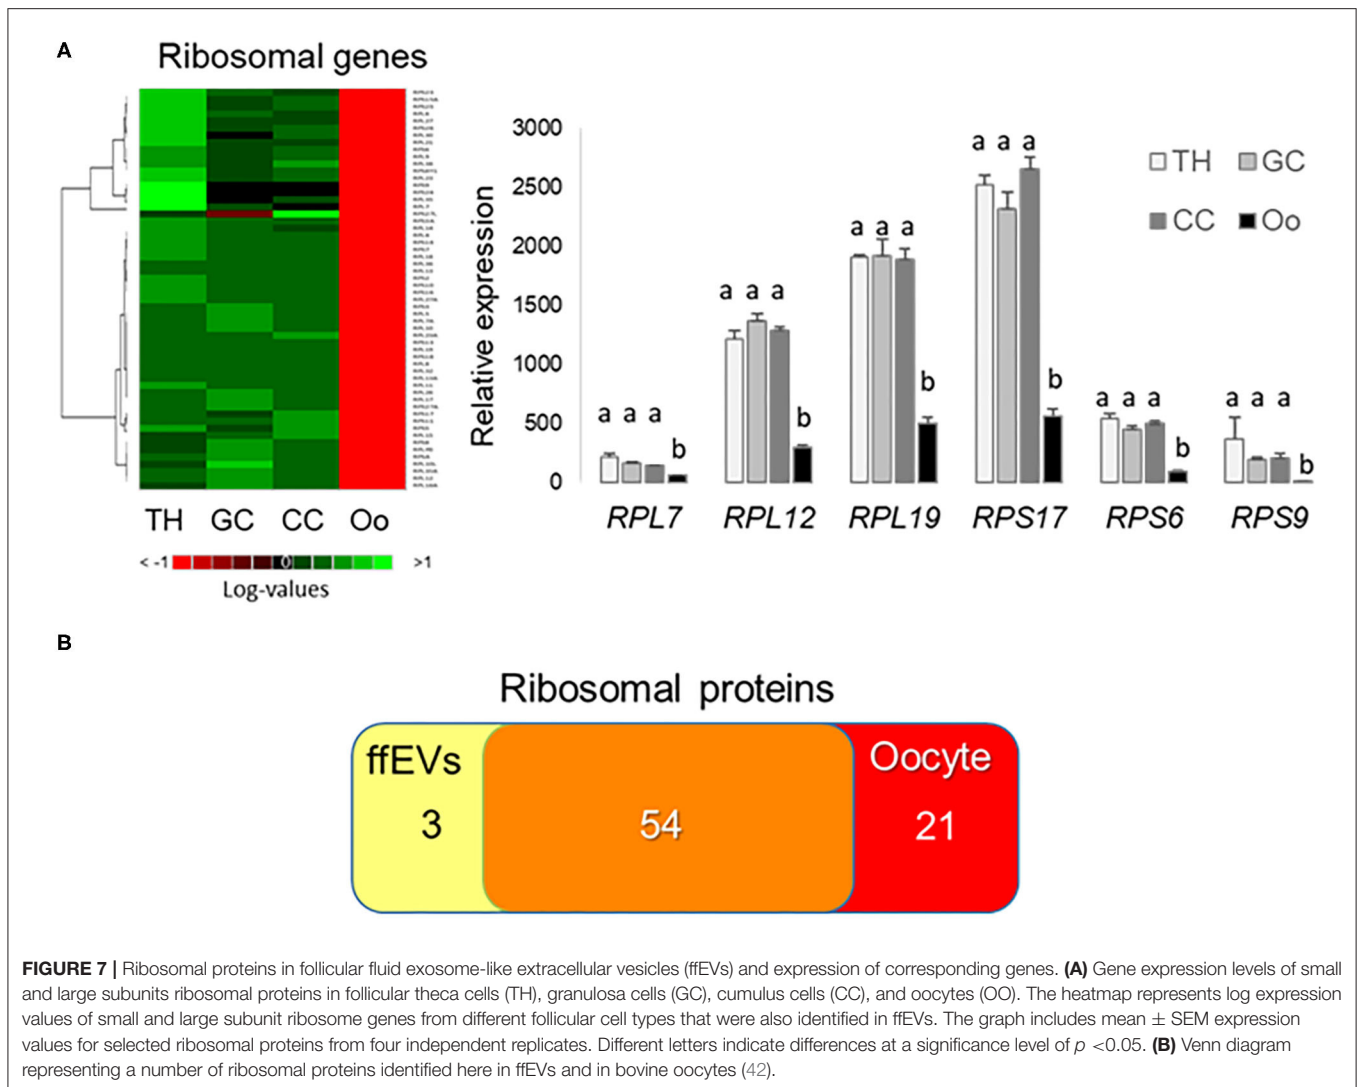 A
Ribosomal genes
TH GC CC Oo
< -1 0 >1
Log-values
3000
2500
2000
1500
1000
500
0
Relative expression
a a a b
a a a b
a a a b
a a a b
a a a b
a a a b
RPL7 RPL12 RPL19 RPS17 RPS6 RPS9
TH GC
CC Oo
B
Ribosomal proteins
ffEVs Oocyte
3 54 21
FIGURE 7 | Ribosomal proteins in follicular fluid exosome-like extracellular vesicles (ffEVs) and expression of corresponding genes. (A) Gene expression levels of small
and large subunits ribosomal proteins in follicular theca cells (TH), granulosa cells (GC), cumulus cells (CC), and oocytes (OO). The heatmap represents log expression
values of small and large subunit ribosome genes from different follicular cell types that were also identified in ffEVs. The graph includes mean ± SEM expression
values for selected ribosomal proteins from four independent replicates. Different letters indicate differences at a significance level of p <0.05. (B) Venn diagram
representing a number of ribosomal proteins identified here in ffEVs and in bovine oocytes (42).